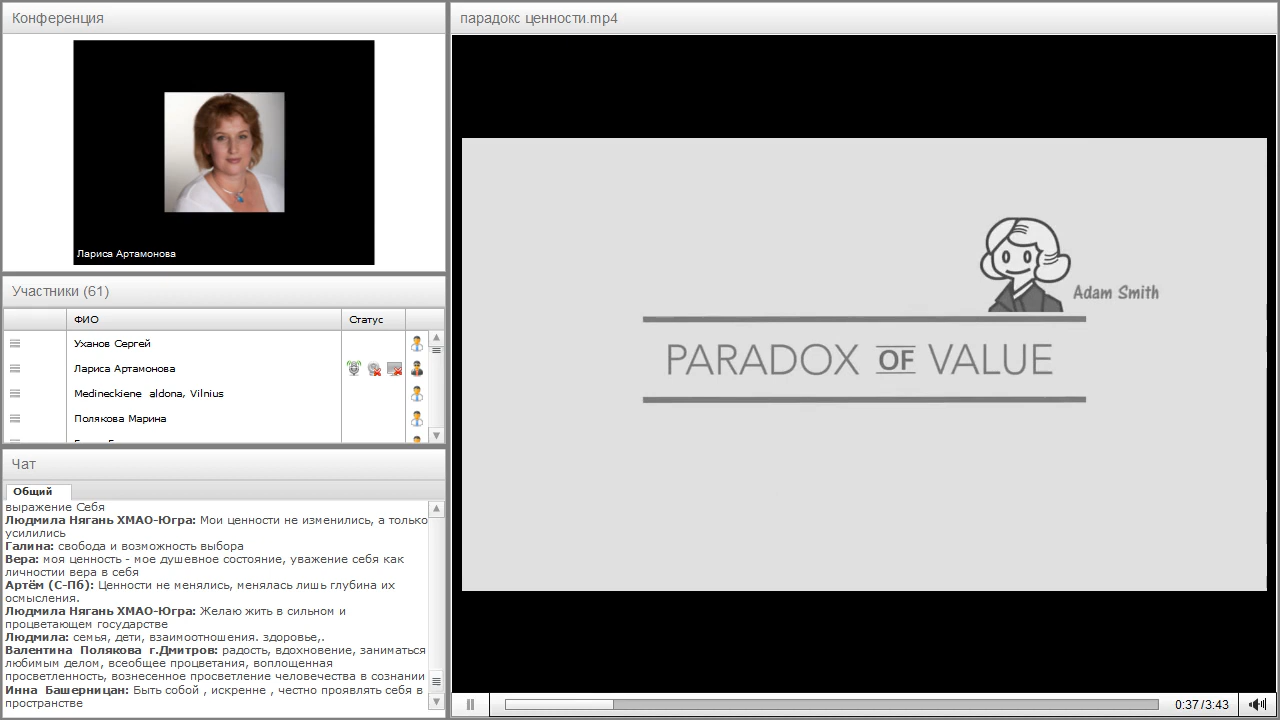 Конференция
Лариса Артамонова
Участники (61)
ФИО
Статус
Уханов Сергей
Лариса Артамонова
Medineckiene aldona, Vilnius
Полякова Марина
Чат
Общий
выражение Себя
Людмила Нягань ХМАО-Югра: Мои ценности не изменились, а только
усилились
Галина: свобода и возможность выбора
Вера: моя ценность - мое душевное состояние, уважение себя как
личностии вера в себя
Артём (С-Пб): Ценности не менялись, менялась лишь глубина их
осмысления.
Людмила Нягань ХМАО-Югра: Желаю жить в сильном и
процветающем государстве
Людмила: семья, дети, взаимоотношения. здоровье,.
Валентина Полякова г.Дмитров: радость, вдохновение, заниматься
любимым делом, всеобщее процветания, воплощенная
просветленность, вознесенное просветление человечества в сознании
Инна Башерницан: Быть собой , искренне , честно проявлять себя в
пространстве
парадокс ценности.mp4
Adam Smith
PARADOX OF VALUE
0:37/3:43